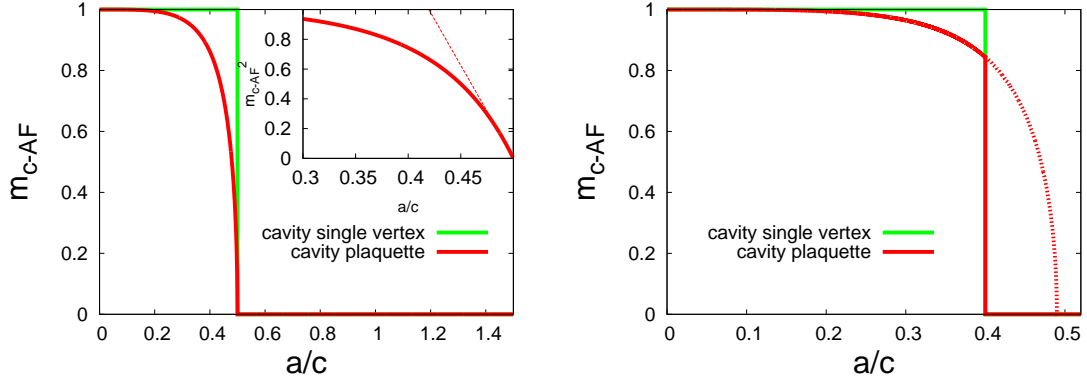 1
0.8
0.6
0.4
0.2
0
m_{c-AF}
0 0.2 0.4 0.6 0.8 1 1.2 1.4
a/c
1
0.8
0.6
0.4
0.2
0
m_{c-AF}^2
0.3 0.35 0.4 0.45
a/c
cavity single vertex
cavity plaquette
1
0.8
0.6
0.4
0.2
0
m_{c-AF}
0 0.1 0.2 0.3 0.4 0.5
a/c
cavity single vertex
cavity plaquette